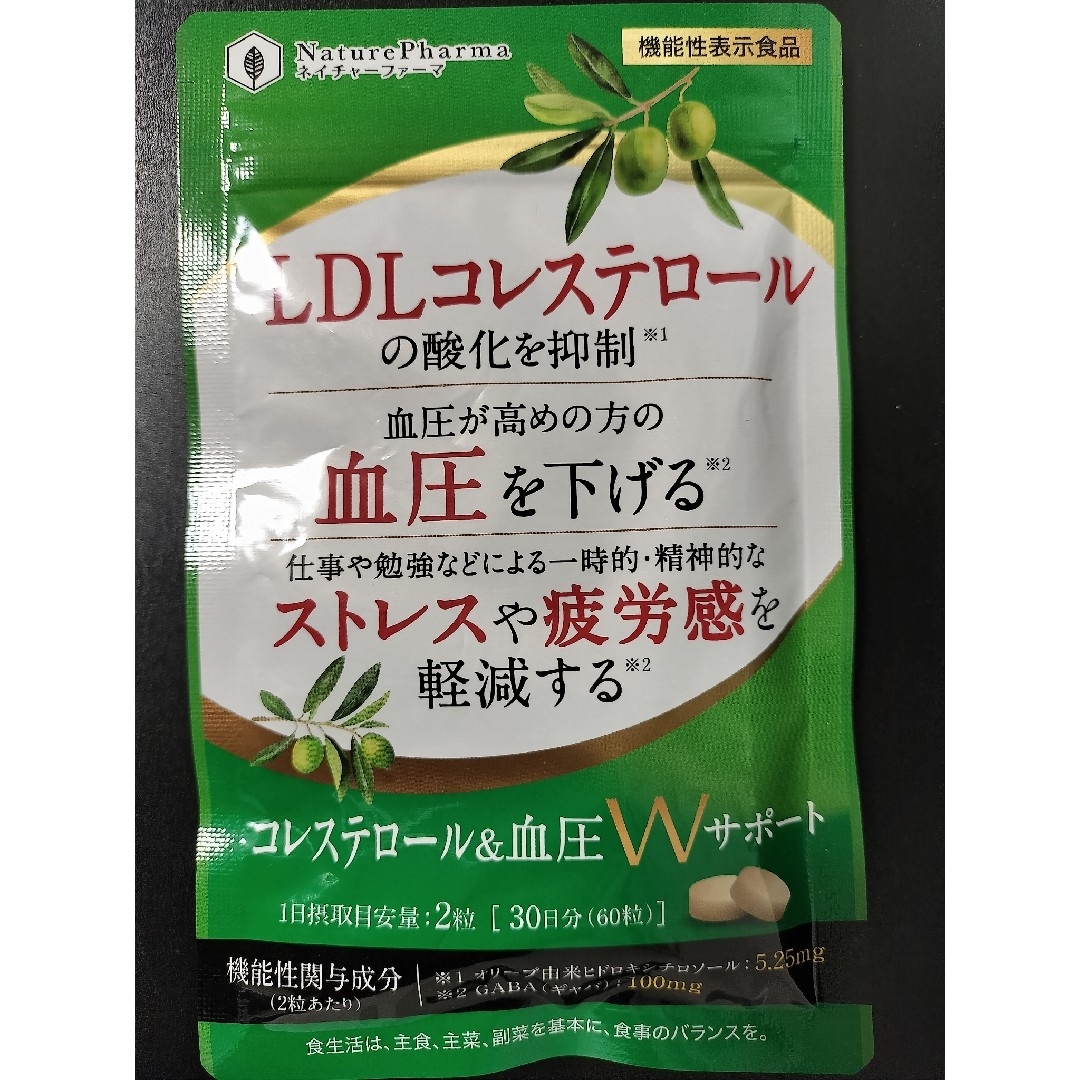 NaturePharma
ネイチャーファーマ
機能性表示食品
LDLコレステロール
の酸化を抑制※1
血圧が高めの方の
血圧を下げる※2
仕事や勉強などによる一時的・精神的な
ストレスや疲労感を
軽減する※2
コレステロール&血圧Wサポート
1日摂取目安量:2粒 [30日分(60粒)]
機能性関与成分
(2粒あたり)
※1 オリーブ由来ヒドロキシチロソール:5.25mg
※2 GABA(ギャバ):100mg
食生活は、主食、主菜、副菜を基本に、食事のバランスを。